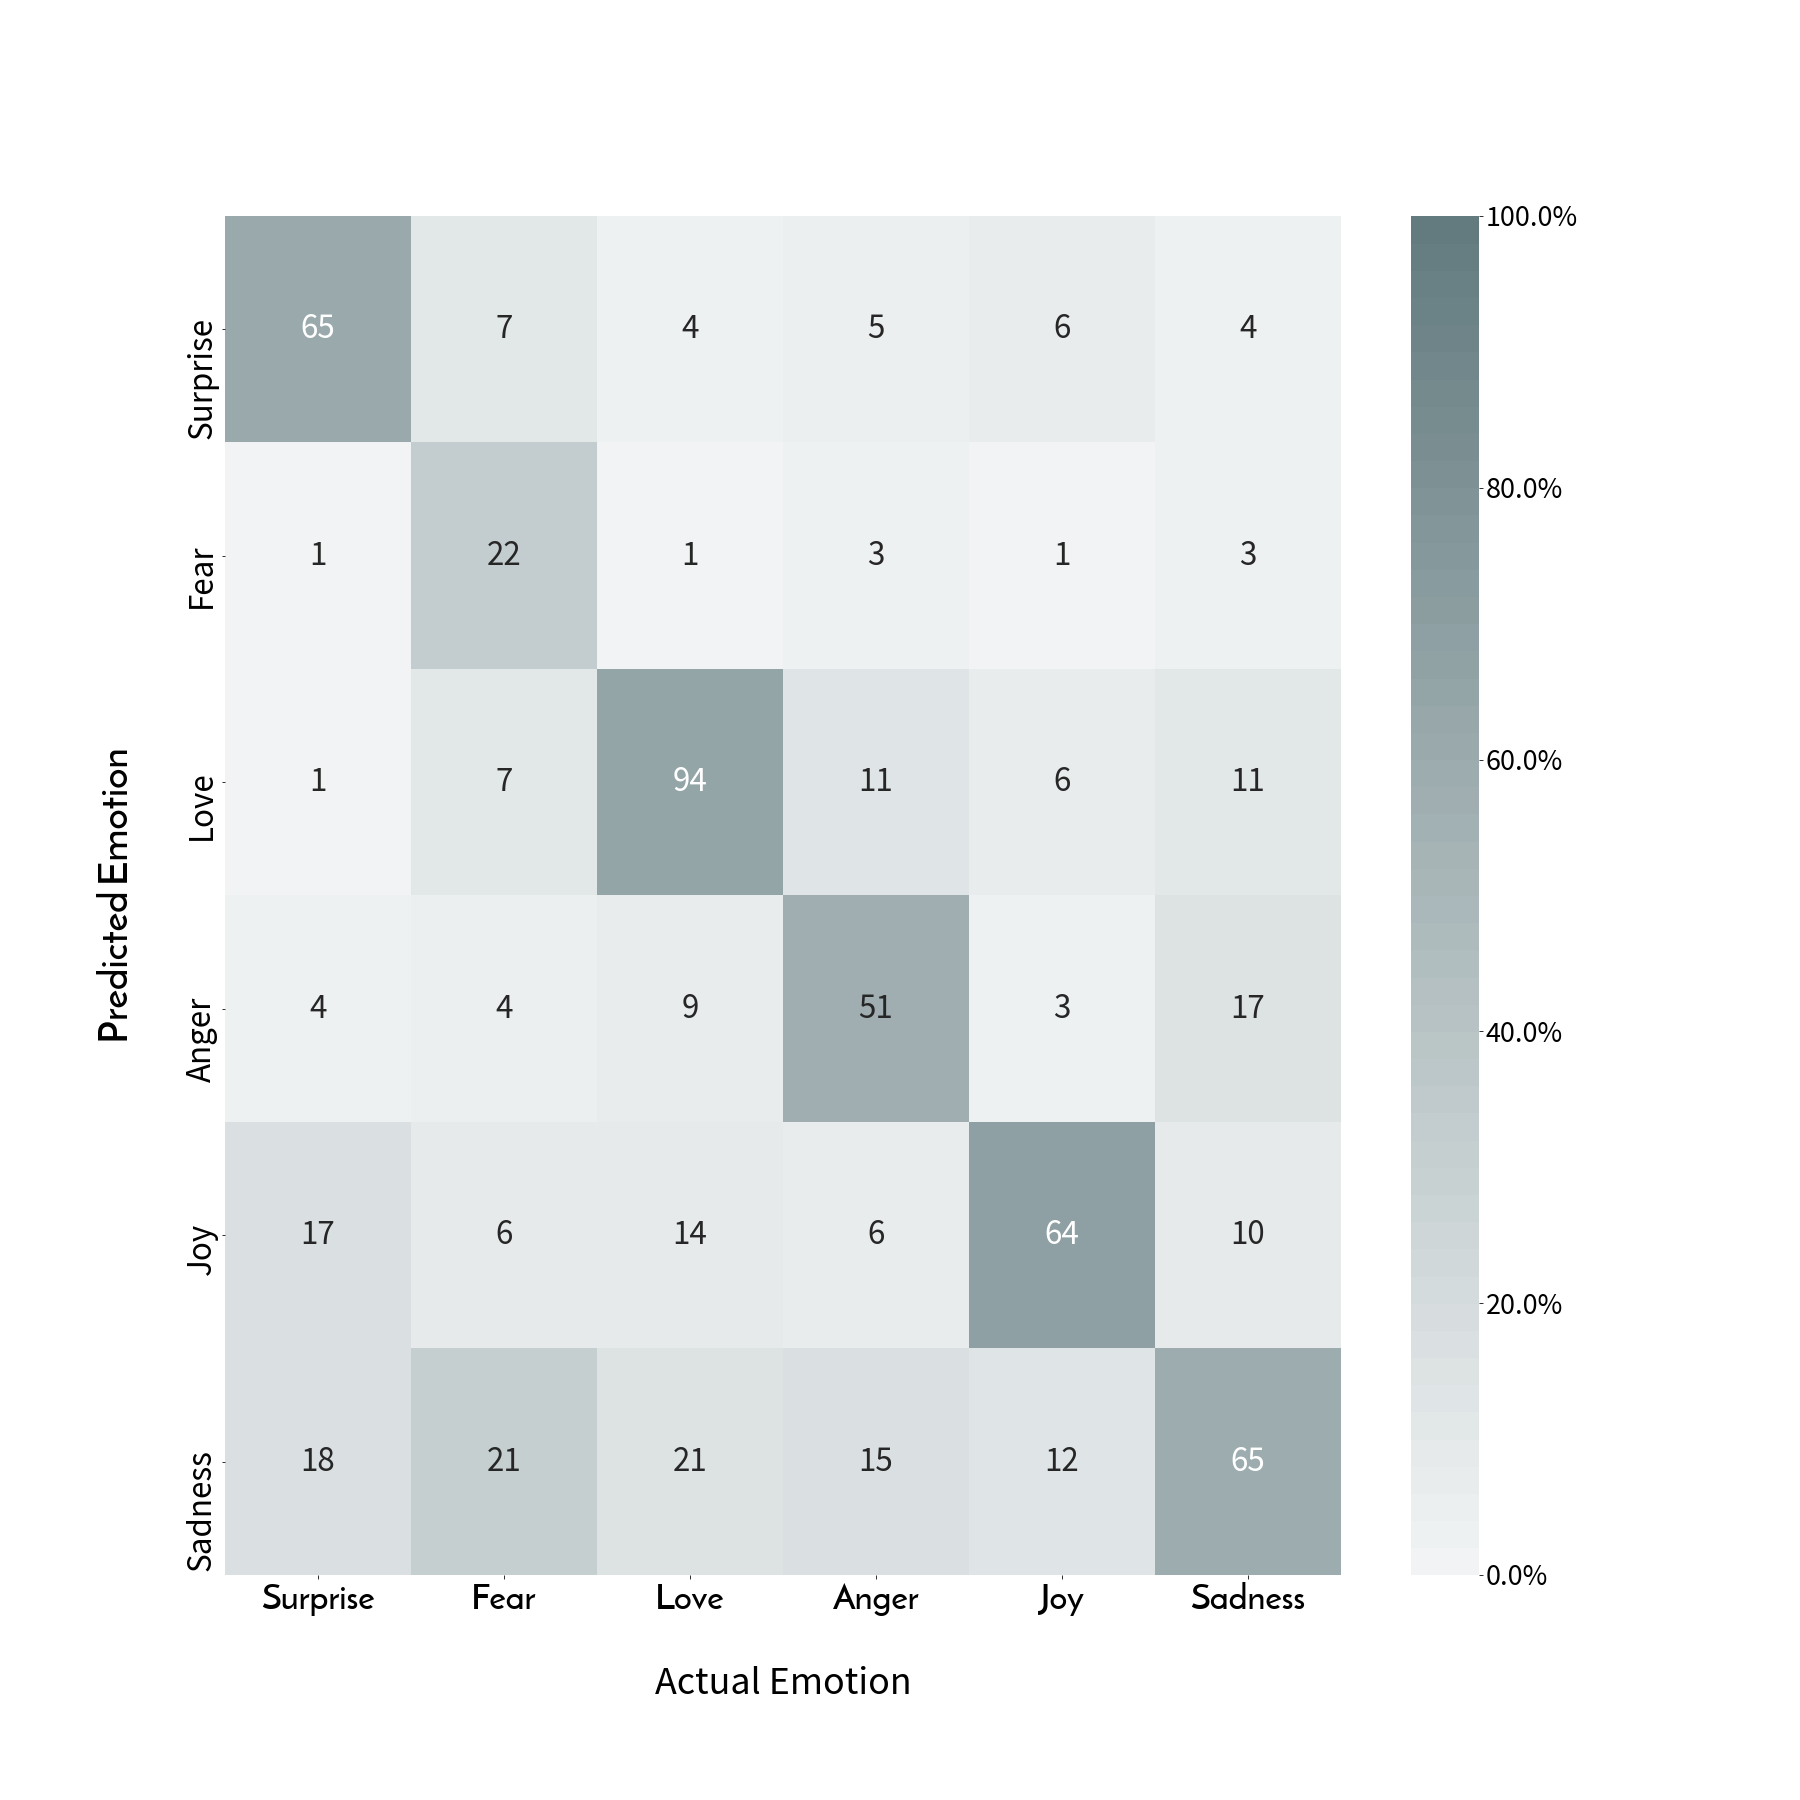 100.0%
Surprise 65 7 4 5 6 4
80.0%
Fear 1 22 1 3 1 3
60.0%
Love 1 7 94 11 6 11
Predicted Emotion
Anger 4 4 9 51 3 17
40.0%
Joy 17 6 14 6 64 10
20.0%
Sadness 18 21 21 15 12 65
0.0%
Surprise Fear Love Anger Joy Sadness
Actual Emotion